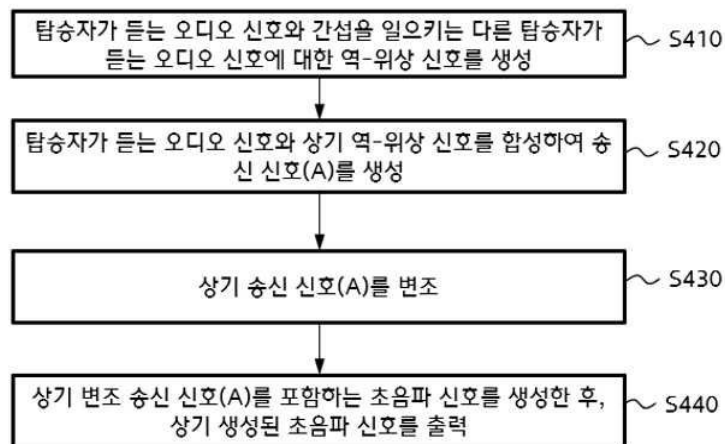 탑승자가 듣는 오디오 신호와 간섭을 일으키는 다른 탑승자가
듣는 오디오 신호에 대한 역-위상 신호를 생성
S410
탑승자가 듣는 오디오 신호와 상기 역-위상 신호를 합성하여 송
신 신호(A)를 생성
S420
상기 송신 신호(A)를 변조
S430
상기 변조 송신 신호(A)를 포함하는 초음파 신호를 생성한 후,
상기 생성된 초음파 신호를 출력
S440